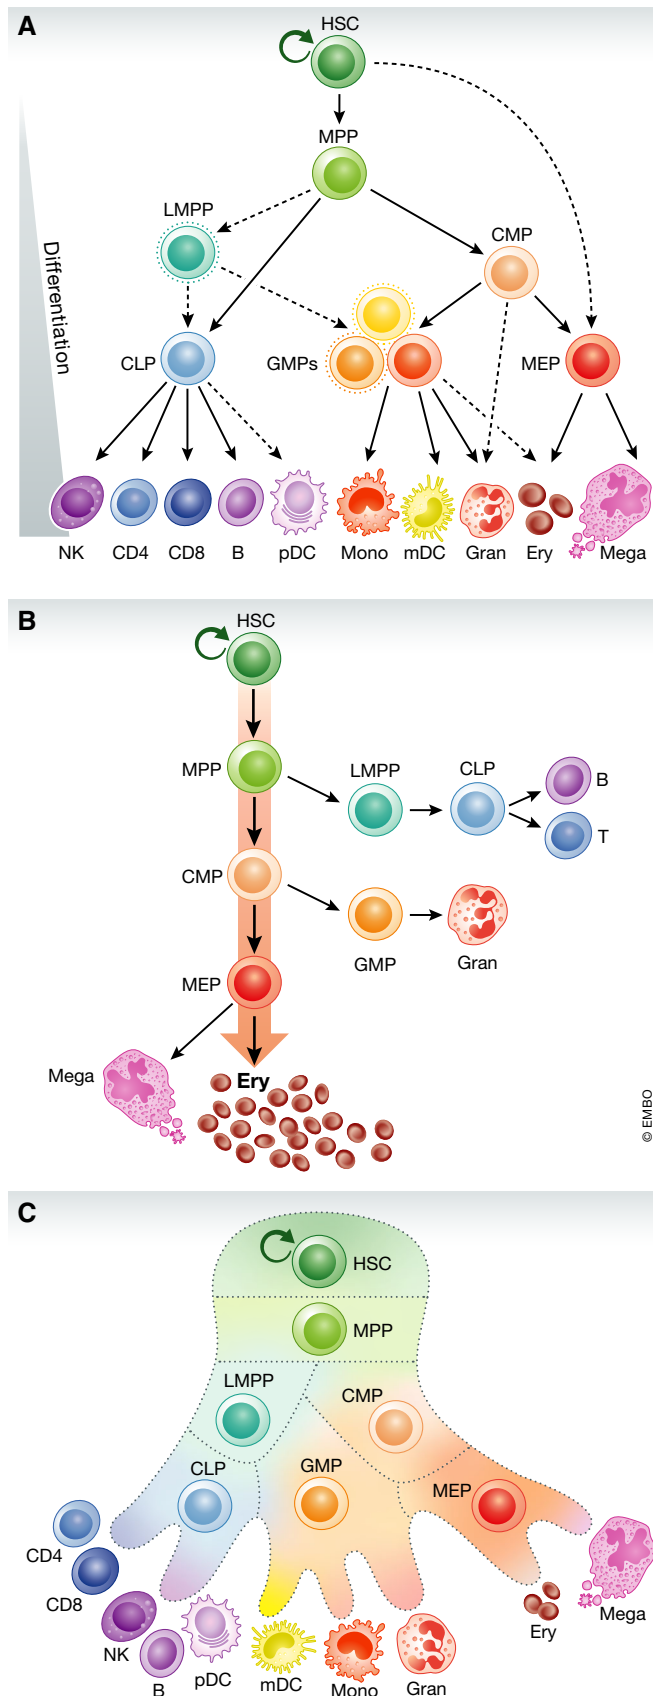 A
HSC
MPP
LMPP
CMP
Differentiation
CLP
GMPs
MEP
NK CD4 CD8 B pDC Mono mDC Gran Ery Mega
B
HSC
MPP
LMPP
CLP
B
T
CMP
GMP
Gran
MEP
Mega
Ery
© EMBO
C
HSC
MPP
LMPP
CMP
CLP
GMP
MEP
CD4
CD8
NK
B
pDC
mDC
Mono
Gran
Ery
Mega